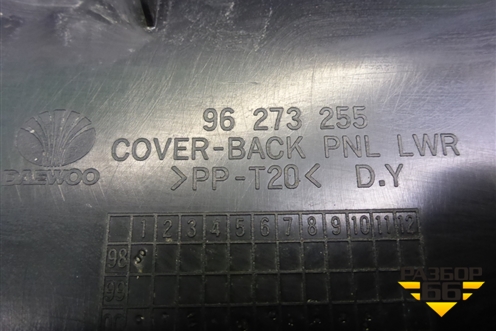 96 273 255
COVER-BACK PNL LWR
DAEWOO >PP-T20< D.Y
1 2 3 4 5 6 7 8 9 10 11 12
98
99
РАЗБОР
66